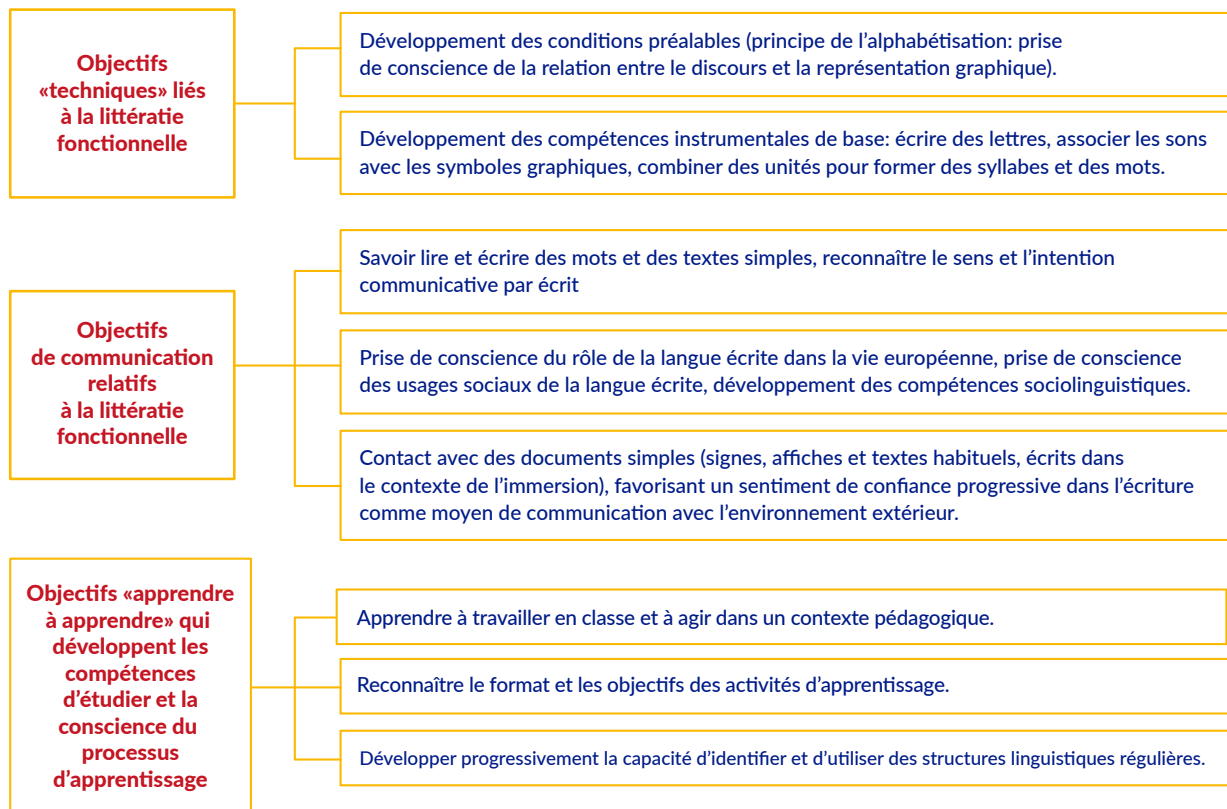 Objectifs
«techniques» liés
à la littératie
fonctionnelle
Développement des conditions préalables (principe de l'alphabétisation: prise
de conscience de la relation entre le discours et la représentation graphique).
Développement des compétences instrumentales de base: écrire des lettres, associer les sons
avec les symboles graphiques, combiner des unités pour former des syllabes et des mots.
Objectifs
de communication
relatifs
à la littératie
fonctionnelle
Savoir lire et écrire des mots et des textes simples, reconnaître le sens et l'intention
communicative par écrit
Prise de conscience du rôle de la langue écrite dans la vie européenne, prise de conscience
des usages sociaux de la langue écrite, développement des compétences sociolinguistiques.
Contact avec des documents simples (signes, affiches et textes habituels, écrits dans
le contexte de l'immersion), favorisant un sentiment de confiance progressive dans l'écriture
comme moyen de communication avec l'environnement extérieur.
Objectifs «apprendre
à apprendre» qui
développent les
compétences
d'étudier et la
conscience du
processus
d'apprentissage
Apprendre à travailler en classe et à agir dans un contexte pédagogique.
Reconnaître le format et les objectifs des activités d'apprentissage.
Développer progressivement la capacité d'identifier et d'utiliser des structures linguistiques régulières.